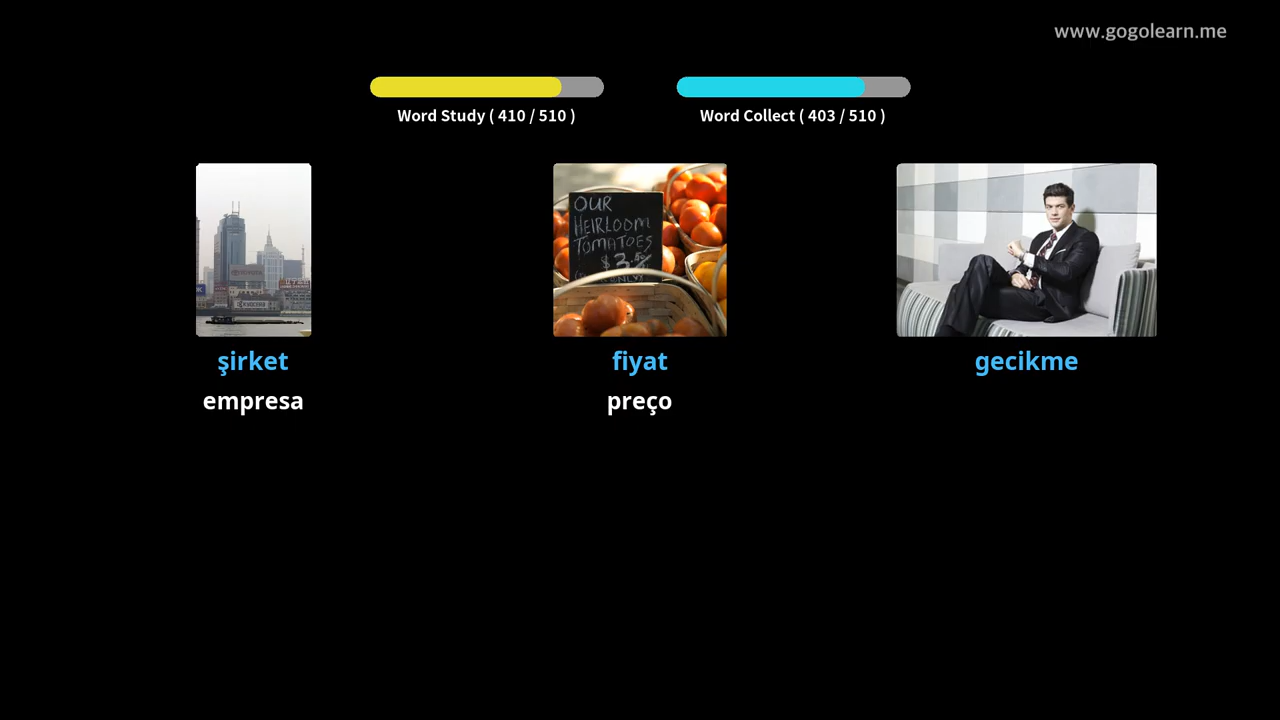 www.gogolearn.me
Word Study ( 410 / 510 )
Word Collect ( 403 / 510 )
OUR
HEIRLOOM
TOMATOES
şirket
fiyat
gecikme
empresa
preço